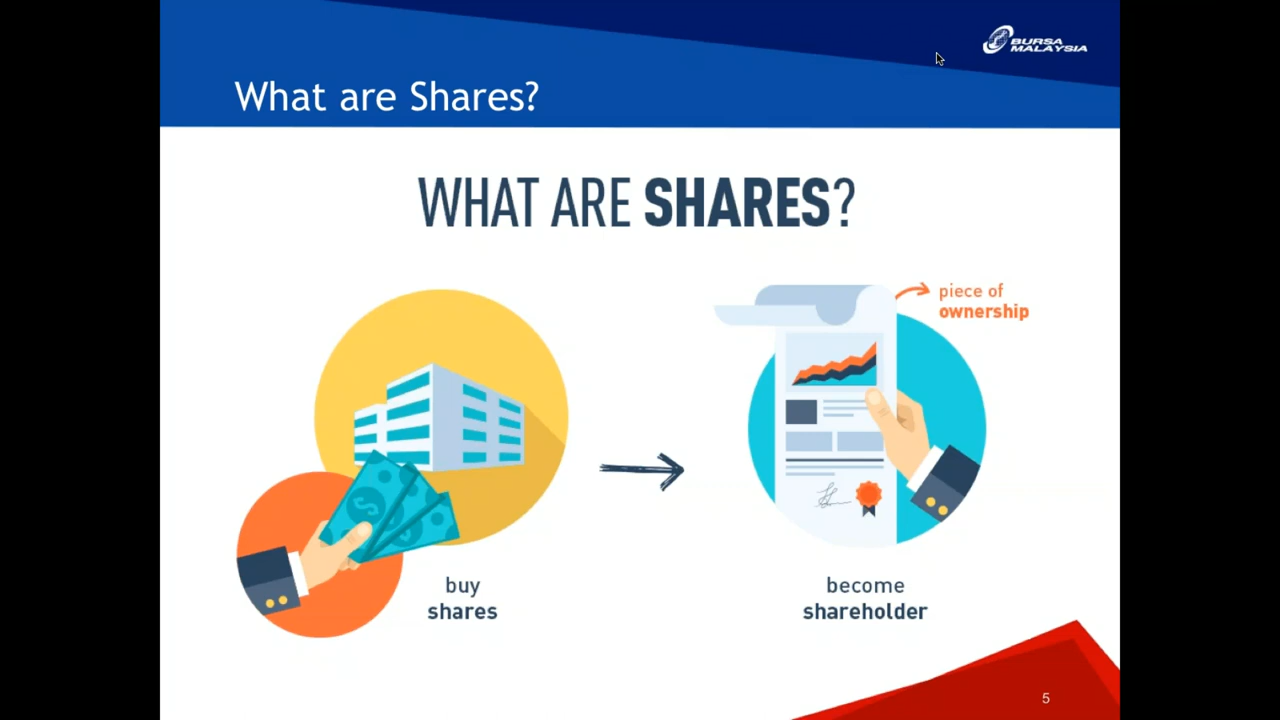 BURSA
MALAYSIA
What are Shares?
WHAT ARE SHARES?
piece of
ownership
buy
shares
become
shareholder
5